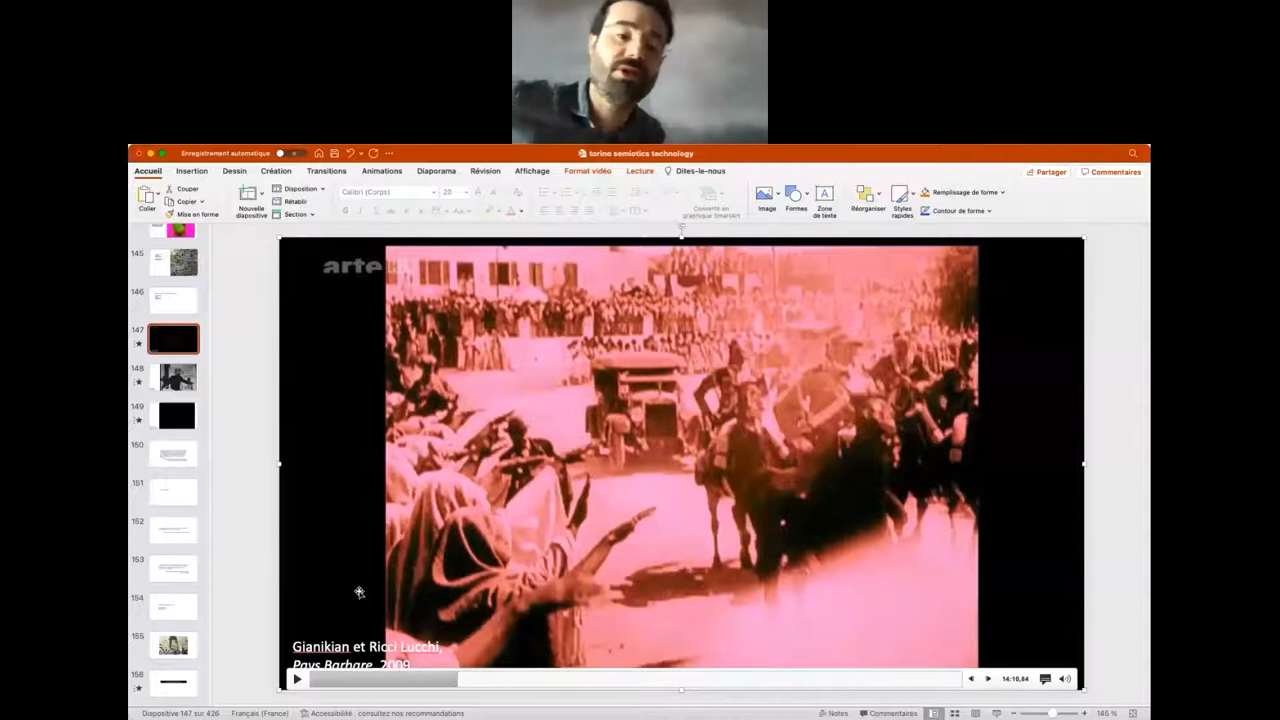 Enregistrement automatique
torino semiotics technology
Accueil Insertion Dessin Création Transitions Animations Diaporama Révision Affichage Format vidéo Lecture Dites-le-nous
Partager Commentaires
Coller
Couper
Copier
Mise en forme
Nouvelle diapositive
Disposition
Rétablir
Section
Calibri (Corps) 20
Convertir en graphique SmartArt
Image
Formes
Zone de texte
Réorganiser
Styles rapides
Remplissage de forme
Contour de forme
145
146
147
148
149
150
151
152
153
154
155
156
arte
Gianikian et Ricci Lucchi,
Pays Barbare, 2009
14:10,84
Diapositive 147 sur 426 Français (France) Accessibilité : consultez nos recommandations Notes Commentaires 145 %